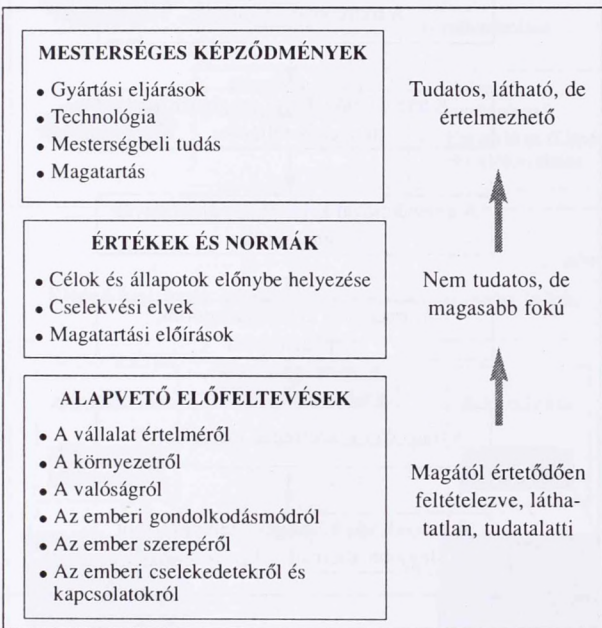 MESTERSÉGES KÉPZŐDMÉNYEK
• Gyártási eljárások
• Technológia
• Mesterségbeli tudás
• Magatartás
Tudatos, látható, de
értelmezhető
ÉRTÉKEK ÉS NORMÁK
• Célok és állapotok előnybe helyezése
• Cselekvési elvek
• Magatartási előírások
Nem tudatos, de
magasabb fokú
ALAPVETŐ ELŐFELTEVÉSEK
• A vállalat értelméről
• A környezetről
• A valóságról
• Az emberi gondolkodásmódról
• Az ember szerepéről
• Az emberi cselekedetekről és
kapcsolatokról
Magától értetődően
feltételezve, látha-
tatlan, tudatalatti